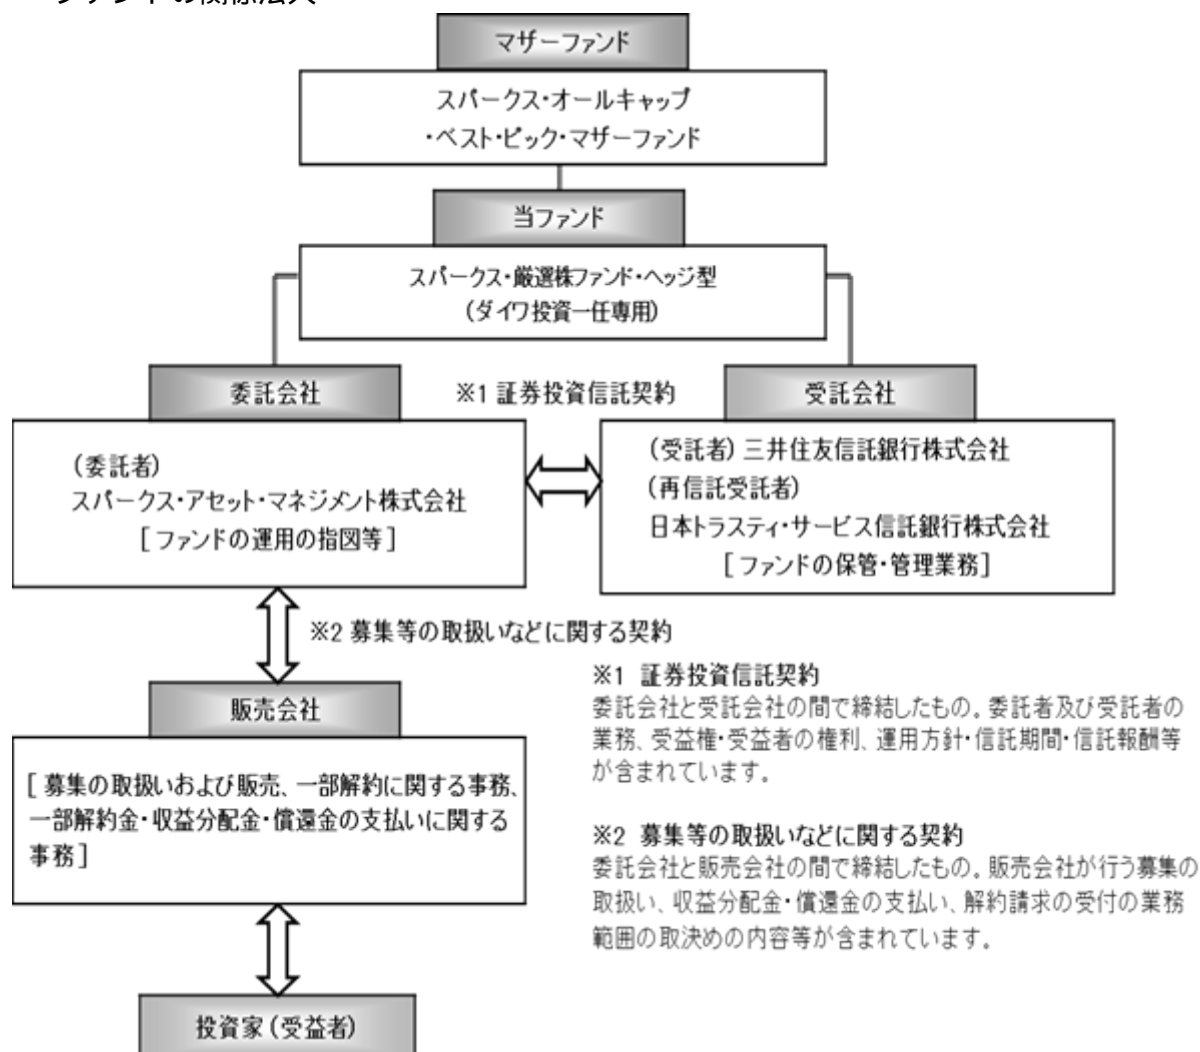 ファンドの関係法人
マザーファンド
スパークス・オールキャップ
・ベスト・ピック・マザーファンド
当ファンド
スパークス・厳選株ファンド・ヘッジ型
(ダイワ投資一任専用)
委託会社
※1 証券投資信託契約
受託会社
(委託者)
スパークス・アセット・マネジメント株式会社
[ファンドの運用の指図等]
(受託者) 三井住友信託銀行株式会社
(再信託受託者)
日本トラスティ・サービス信託銀行株式会社
[ファンドの保管・管理業務]
※2 募集等の取扱いなどに関する契約
販売会社
[ 募集の取扱いおよび販売、一部解約に関する事務、
一部解約金・収益分配金・償還金の支払いに関する
事務]
投資家(受益者)
※1 証券投資信託契約
委託会社と受託会社の間で締結したもの。委託者及び受託者の
業務、受益権・受益者の権利、運用方針・信託期間・信託報酬等
が含まれています。
※2 募集等の取扱いなどに関する契約
委託会社と販売会社の間で締結したもの。販売会社が行う募集の
取扱い、収益分配金・償還金の支払い、解約請求の受付の業務
範囲の取決めの内容等が含まれています。